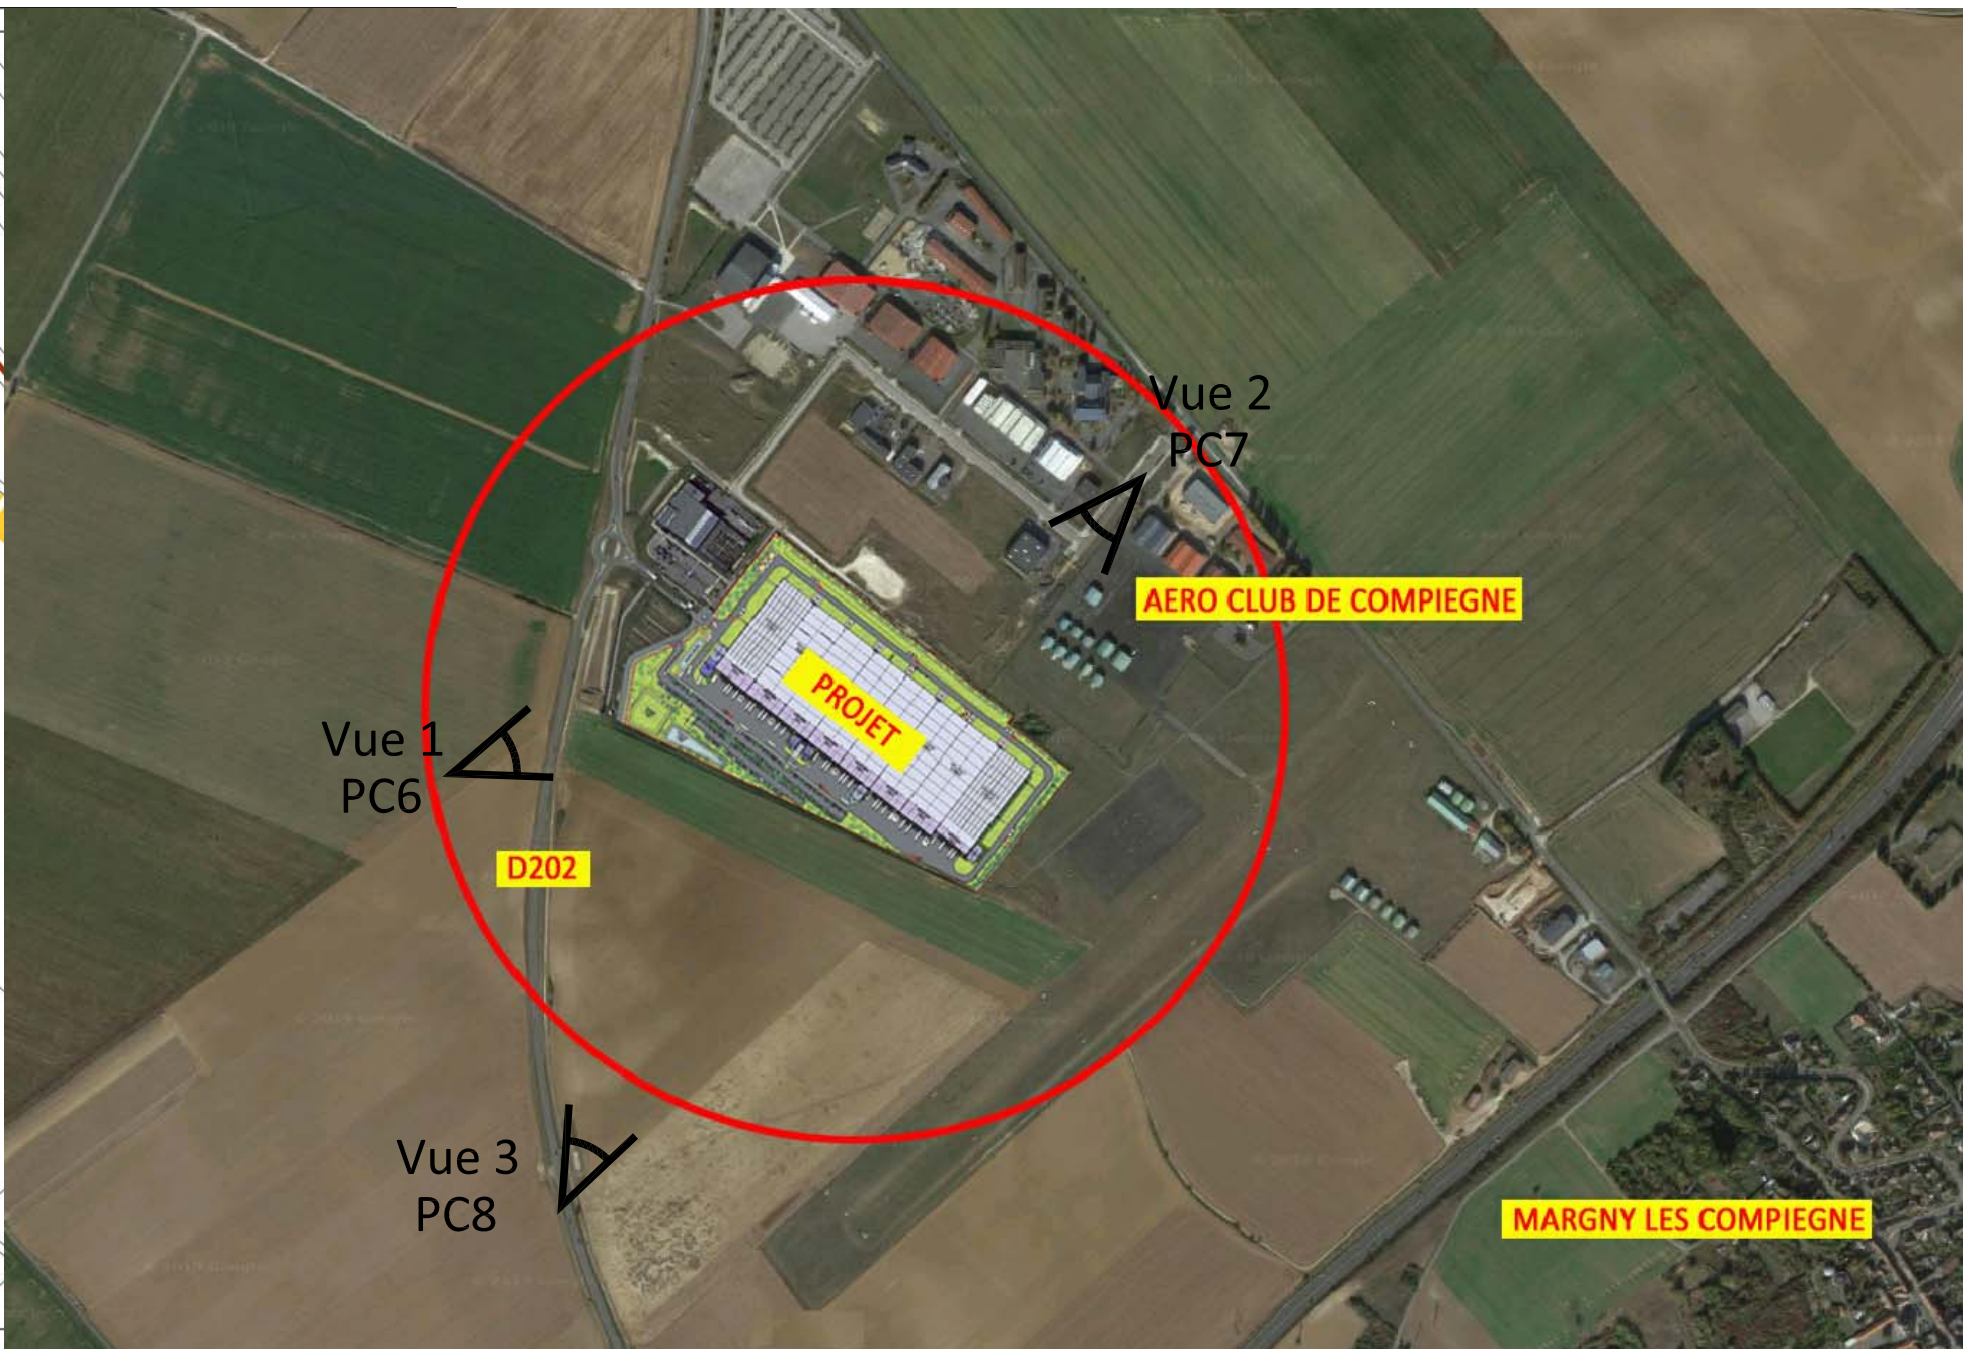 Vue 2
PC7
AERO CLUB DE COMPIEGNE
PROJET
Vue 1
PC6
D202
Vue 3
PC8
MARGNY LES COMPIEGNE